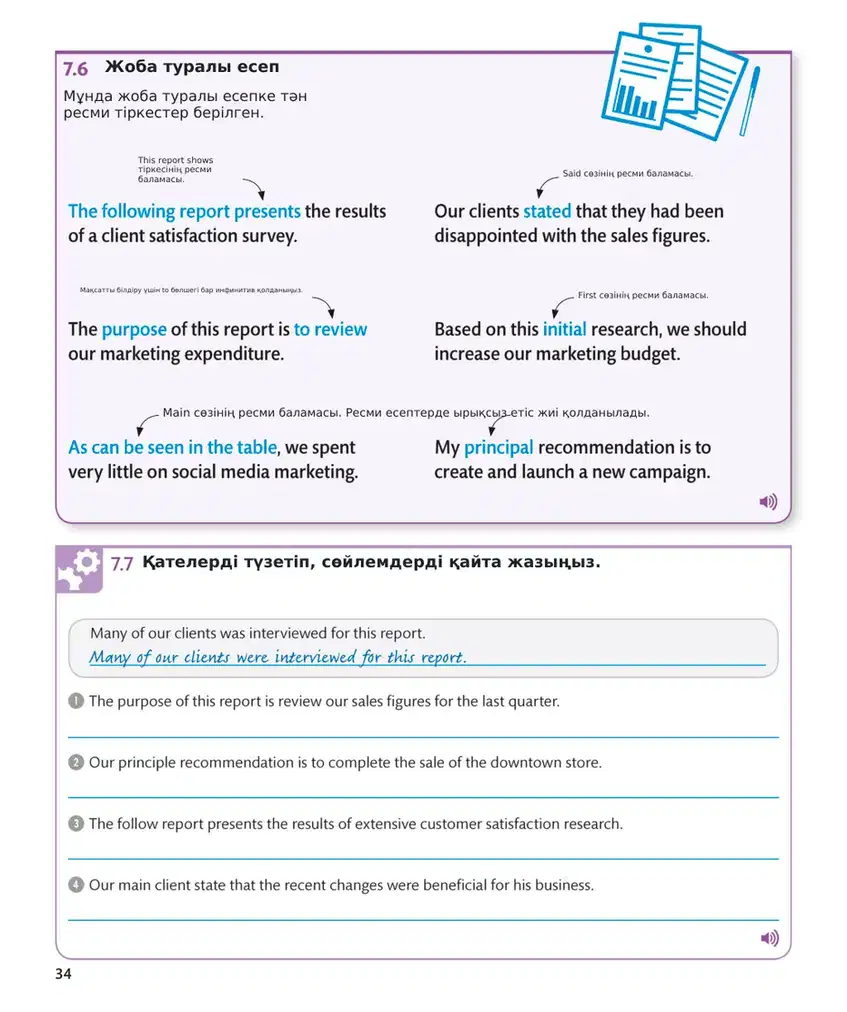 7.6 Жоба туралы есеп
Мұнда жоба туралы есепке тән
ресми тіркестер берілген.
This report shows
тіркесінің ресми
баламасы.
The following report presents the results
of a client satisfaction survey.
Said сөзінің ресми баламасы.
Our clients stated that they had been
disappointed with the sales figures.
Мақсатты білдіру үшін to бөлшегі бар инфинитив қолданыңыз.
The purpose of this report is to review
our marketing expenditure.
First сөзінің ресми баламасы.
Based on this initial research, we should
increase our marketing budget.
Main сөзінің ресми баламасы. Ресми есептерде ырықсыз етіс жиі қолданылады.
As can be seen in the table, we spent
very little on social media marketing.
My principal recommendation is to
create and launch a new campaign.
7.7 Қателерді түзетіп, сөйлемдерді қайта жазыңыз.
Many of our clients was interviewed for this report.
Many of our clients were interviewed for this report.
1 The purpose of this report is review our sales figures for the last quarter.
2 Our principle recommendation is to complete the sale of the downtown store.
3 The follow report presents the results of extensive customer satisfaction research.
4 Our main client state that the recent changes were beneficial for his business.
34